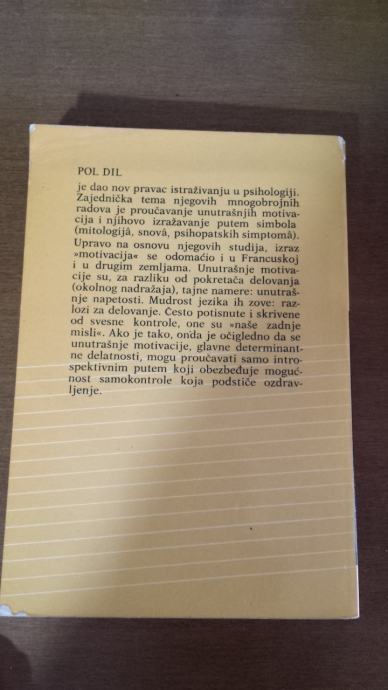 POL DIL
je dao nov pravac istraživanju u psihologiji.
Zajednička tema njegovih mnogobrojnih
radova je proučavanje unutrašnjih motiva-
cija i njihovo izražavanje putem simbola
(mitologijâ, snovâ, psihopatskih simptomâ).
Upravo na osnovu njegovih studija, izraz
»motivacija« se odomaćio i u Francuskoj
i u drugim zemljama. Unutrašnje motiva-
cije su, za razliku od pokretača delovanja
(okolnog nadražaja), tajne namere: unutraš-
nje napetosti. Mudrost jezika ih zove: raz-
lozi za delovanje. Često potisnute i skrivene
od svesne kontrole, one su »naše zadnje
misli«. Ako je tako, onda je očigledno da se
unutrašnje motivacije, glavne determinant-
ne delatnosti, mogu proučavati samo intro-
spektivnim putem koji obezbeđuje moguć-
nost samokontrole koja podstiče ozdrav-
ljenje.